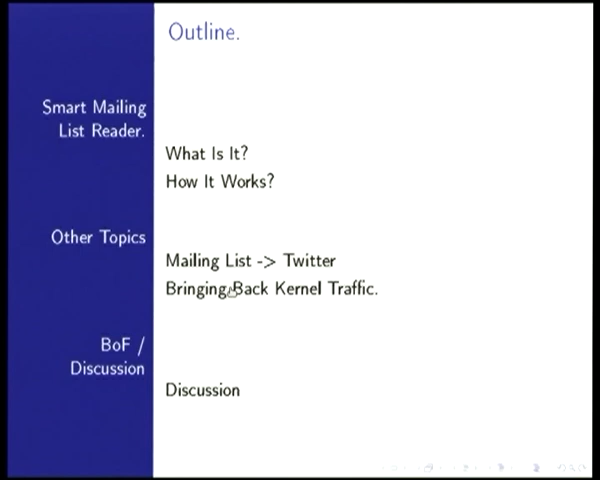 Outline.
Smart Mailing
List Reader.
What Is It?
How It Works?
Other Topics
Mailing List -> Twitter
Bringing Back Kernel Traffic.
BoF /
Discussion
Discussion